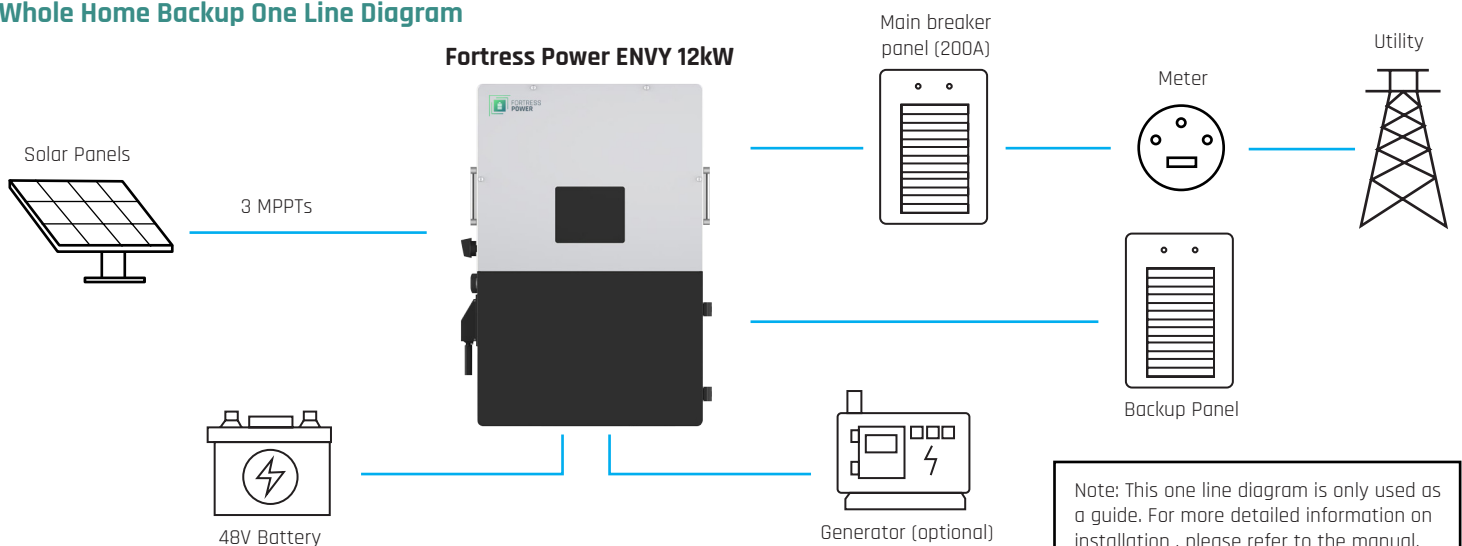 Whole Home Backup One Line Diagram
Fortress Power ENVY 12kW
Main breaker
panel (200A)
Utility
Meter
FORTRESS
POWER
Solar Panels
3 MPPTs
Backup Panel
48V Battery
Generator (optional)
Note: This one line diagram is only used as
a guide. For more detailed information on
installation , please refer to the manual.